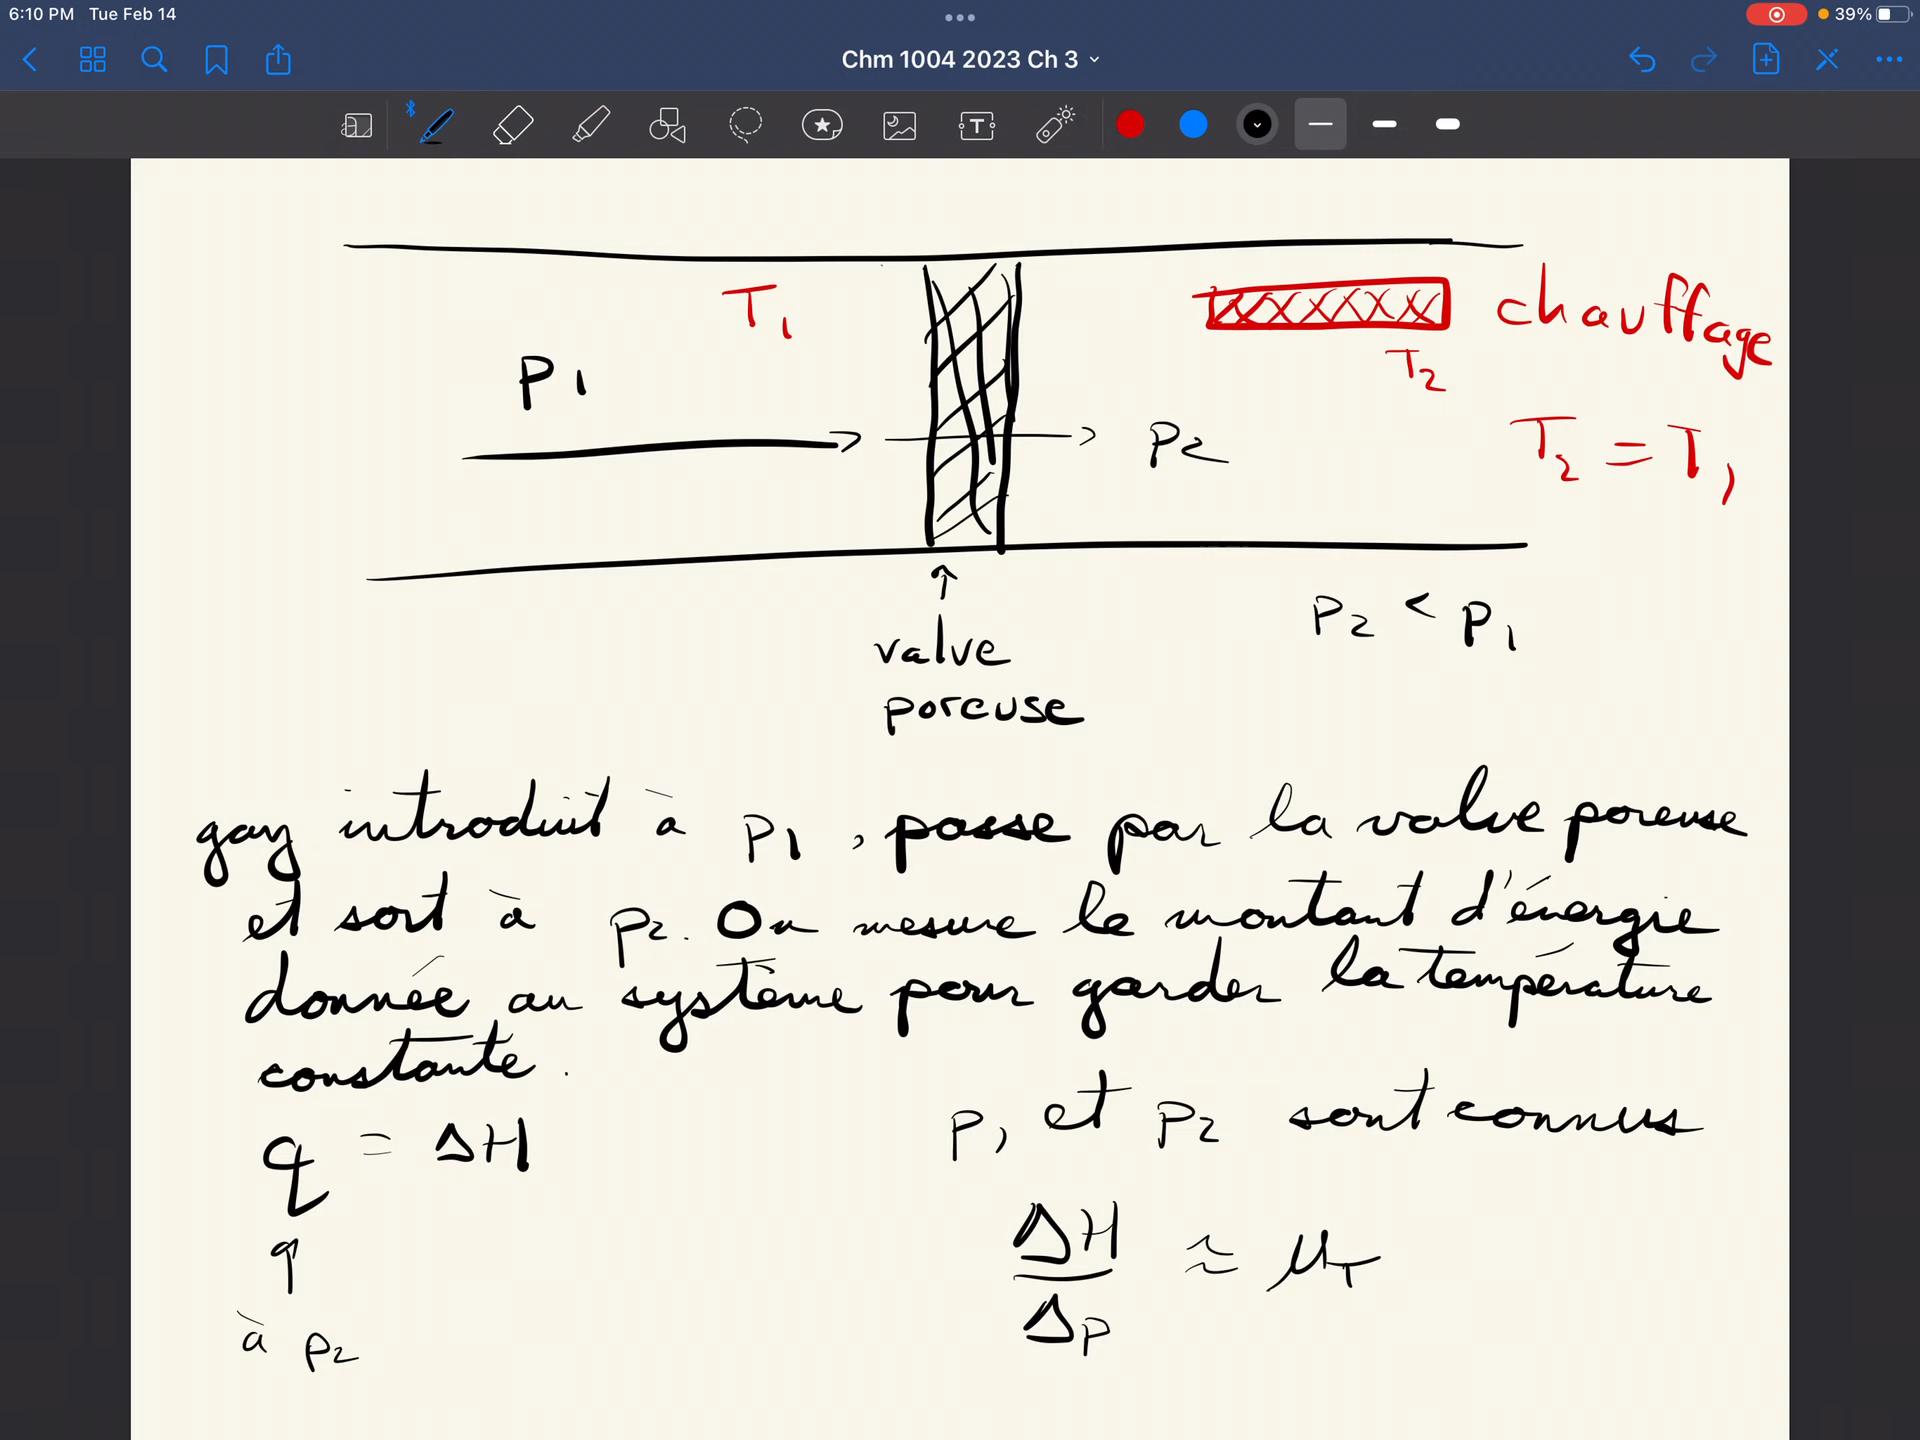 6:10 PM Tue Feb 14
39%
Chm 1004 2023 Ch 3
T₁
chauffage
P₁
T₂
P₂
T₂ = T₁
P₂ < P₁
valve
poreuse
gaz introduit à P₁, passe par la valve poreuse
et sort à P₂. On mesure le montant d'énergie
donnée au système pour garder la température
constante.
P₁ et P₂ sont connus
q = ΔH
ΔH/Δp ≈ μ_T
à P₂